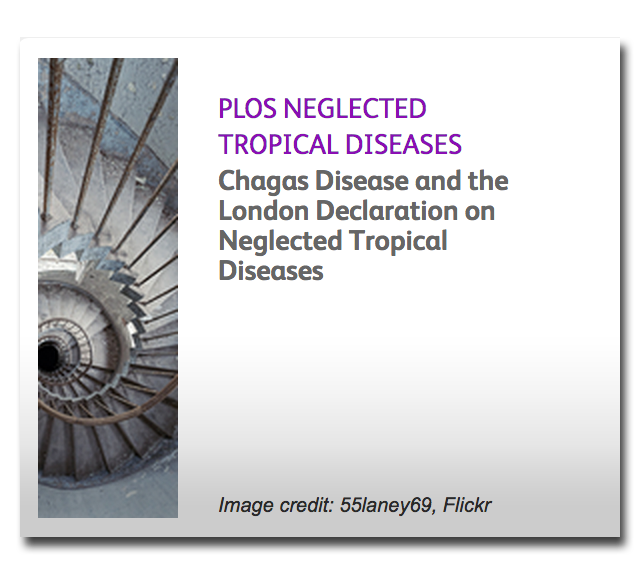 PLOS NEGLECTED
TROPICAL DISEASES
Chagas Disease and the
London Declaration on
Neglected Tropical
Diseases
Image credit: 55laney69, Flickr